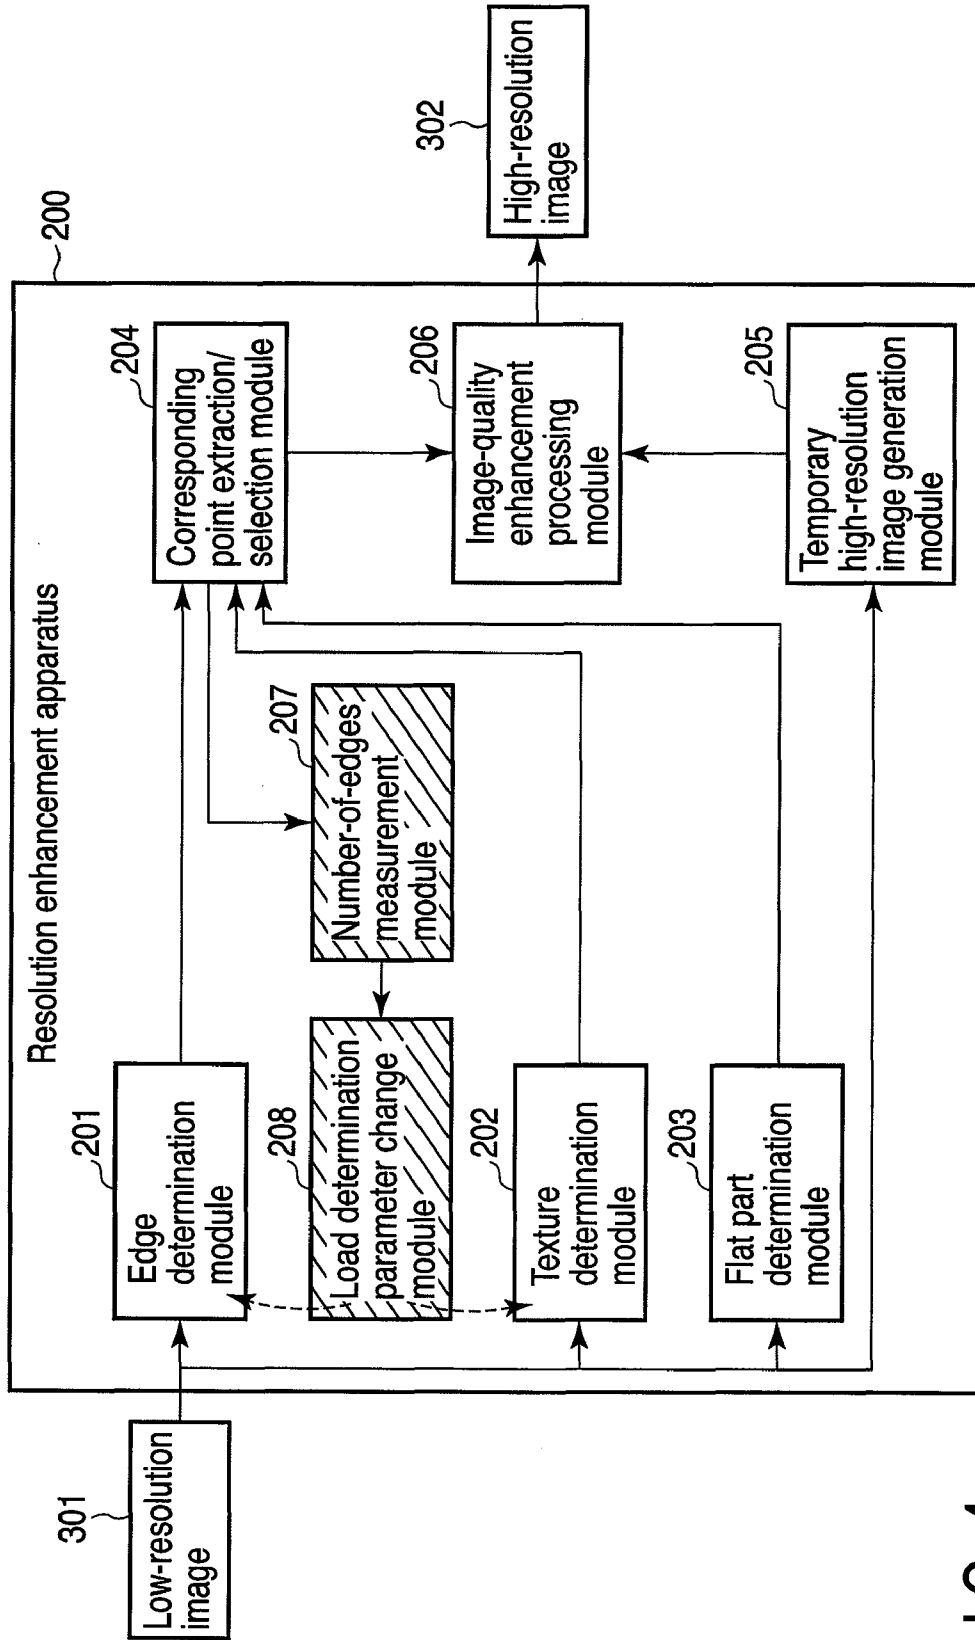 Resolution enhancement apparatus
200
301
Low-resolution
image
201
Edge
determination
module
208
Load determination
parameter change
module
207
Number-of-edges
measurement
module
202
Texture
determination
module
203
Flat part
determination
module
204
Corresponding
point extraction/
selection module
206
Image-quality
enhancement
processing
module
205
Temporary
high-resolution
image generation
module
302
High-resolution
image